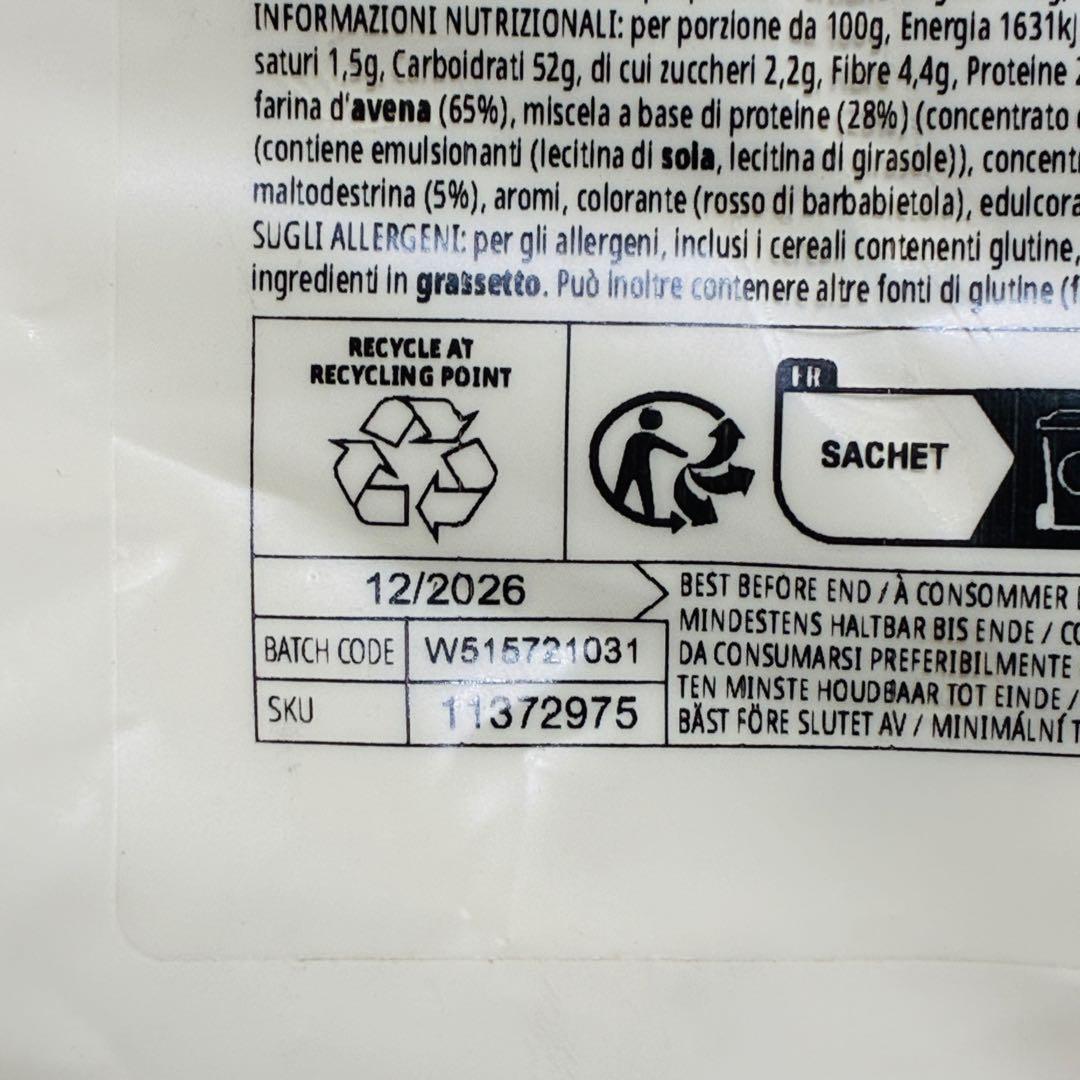 INFORMAZIONI NUTRIZIONALI: per porzione da 100g, Energia 1631kJ
saturi 1,5g, Carboidrati 52g, di cui zuccheri 2,2g, Fibre 4,4g, Proteine
farina d'avena (65%), miscela a base di proteine (28%) (concentrato
(contiene emulsionanti (lecitina di soia, lecitina di girasole)),
maltodestrina (5%), aromi, colorante (rosso di barbabietola),
SUGLI ALLERGENI: per gli allergeni, inclusi i cereali contenenti glutine,
ingredienti in grassetto. Può inoltre contenere altre fonti di glutine (
RECYCLE AT
RECYCLING POINT
FR
SACHET
12/2026
BEST BEFORE END / À CONSOMMER
MINDESTENS HALTBAR BIS ENDE /
BATCH CODE W515721031
DA CONSUMARSI PREFERIBILMENTE
TEN MINSTE HOUDBAAR TOT EINDE /
SKU 11372975
BÄST FÖRE SLUTET AV / MINIMÁLNÍ